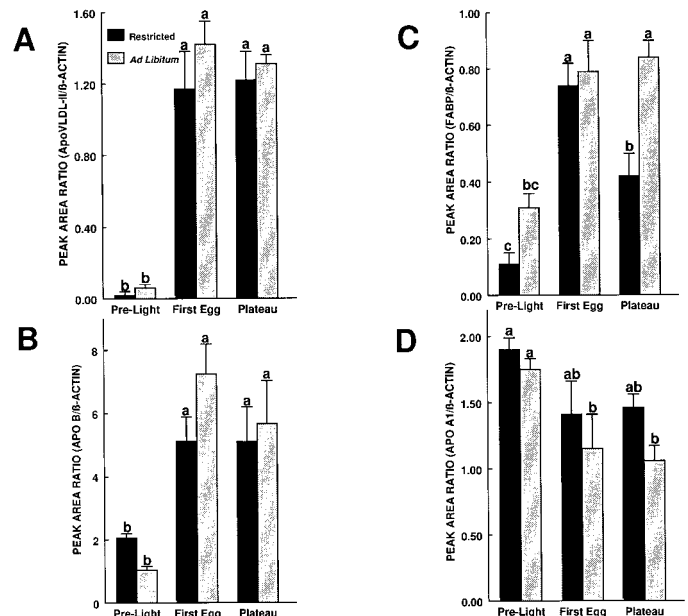 A
PEAK AREA RATIO (ApoVLDL-II/ß-ACTIN)
1.60
1.20
0.80
0.40
0.00
Restricted
Ad Libitum
b b
a a
a a
Pre-Light First Egg Plateau
C
PEAK AREA RATIO (FABP/ß-ACTIN)
1.00
0.80
0.60
0.40
0.20
0.00
c bc
a a
b a
Pre-Light First Egg Plateau
B
PEAK AREA RATIO (APO B/ß-ACTIN)
8
6
4
2
0
b b
a a
a a
Pre-Light First Egg Plateau
D
PEAK AREA RATIO (APO A1/ß-ACTIN)
2.00
1.50
1.00
0.50
0.00
a a
ab b
ab b
Pre-Light First Egg Plateau